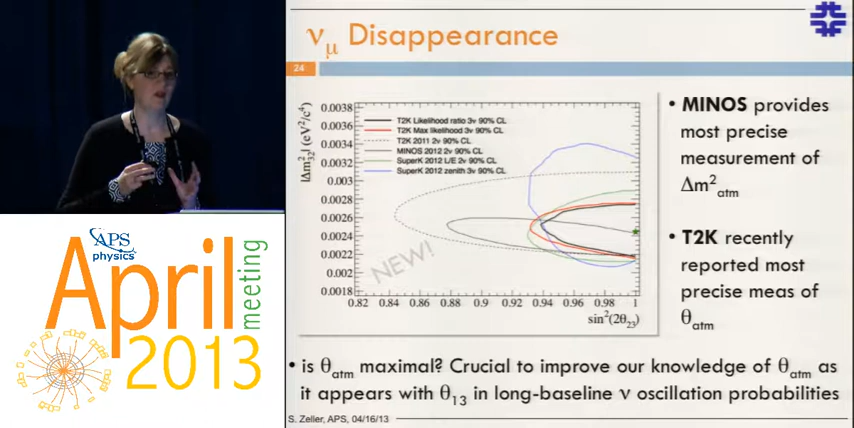 ν_μ Disappearance
24
|Δm²₃₂| (eV²/c⁴)
0.0038
0.0036
0.0034
0.0032
0.003
0.0028
0.0026
0.0024
0.0022
0.002
0.0018
T2K Likelihood ratio 3ν 90% CL
T2K Max likelihood 3ν 90% CL
T2K 2011 2ν 90% CL
MINOS 2012 2ν 90% CL
SuperK 2012 L/E 2ν 90% CL
SuperK 2012 zenith 3ν 90% CL
NEW!
0.82 0.84 0.86 0.88 0.9 0.92 0.94 0.96 0.98 1
sin²(2θ₂₃)
• MINOS provides
most precise
measurement of
Δm²atm
• T2K recently
reported most
precise meas of
θatm
• is θatm maximal? Crucial to improve our knowledge of θatm as
it appears with θ₁₃ in long-baseline ν oscillation probabilities
S. Zeller, APS, 04/16/13
APS
physics
April
meeting
2013